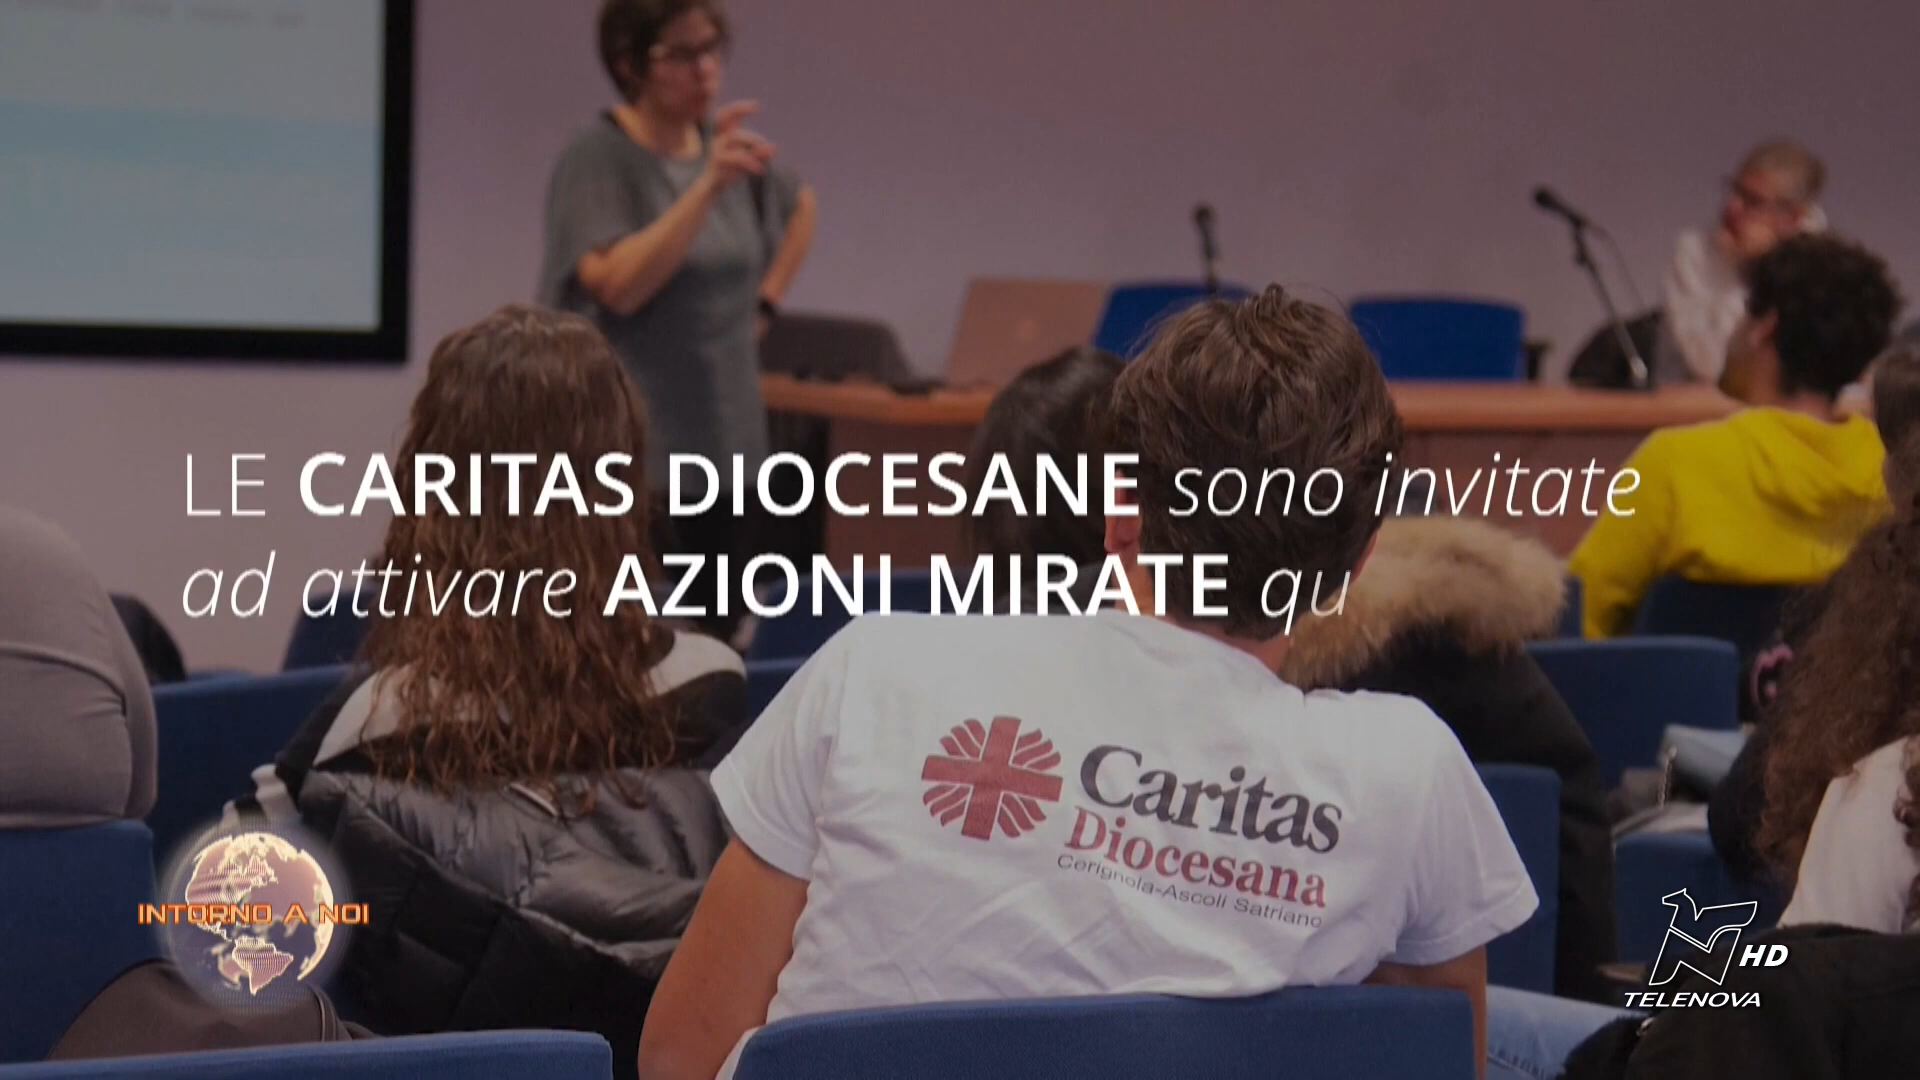 LE CARITAS DIOCESANE sono invitate
ad attivare AZIONI MIRATE qu
Caritas
Diocesana
Cerignola-Ascoli Satriano
INTORNO A NOI
HD
TELENOVA